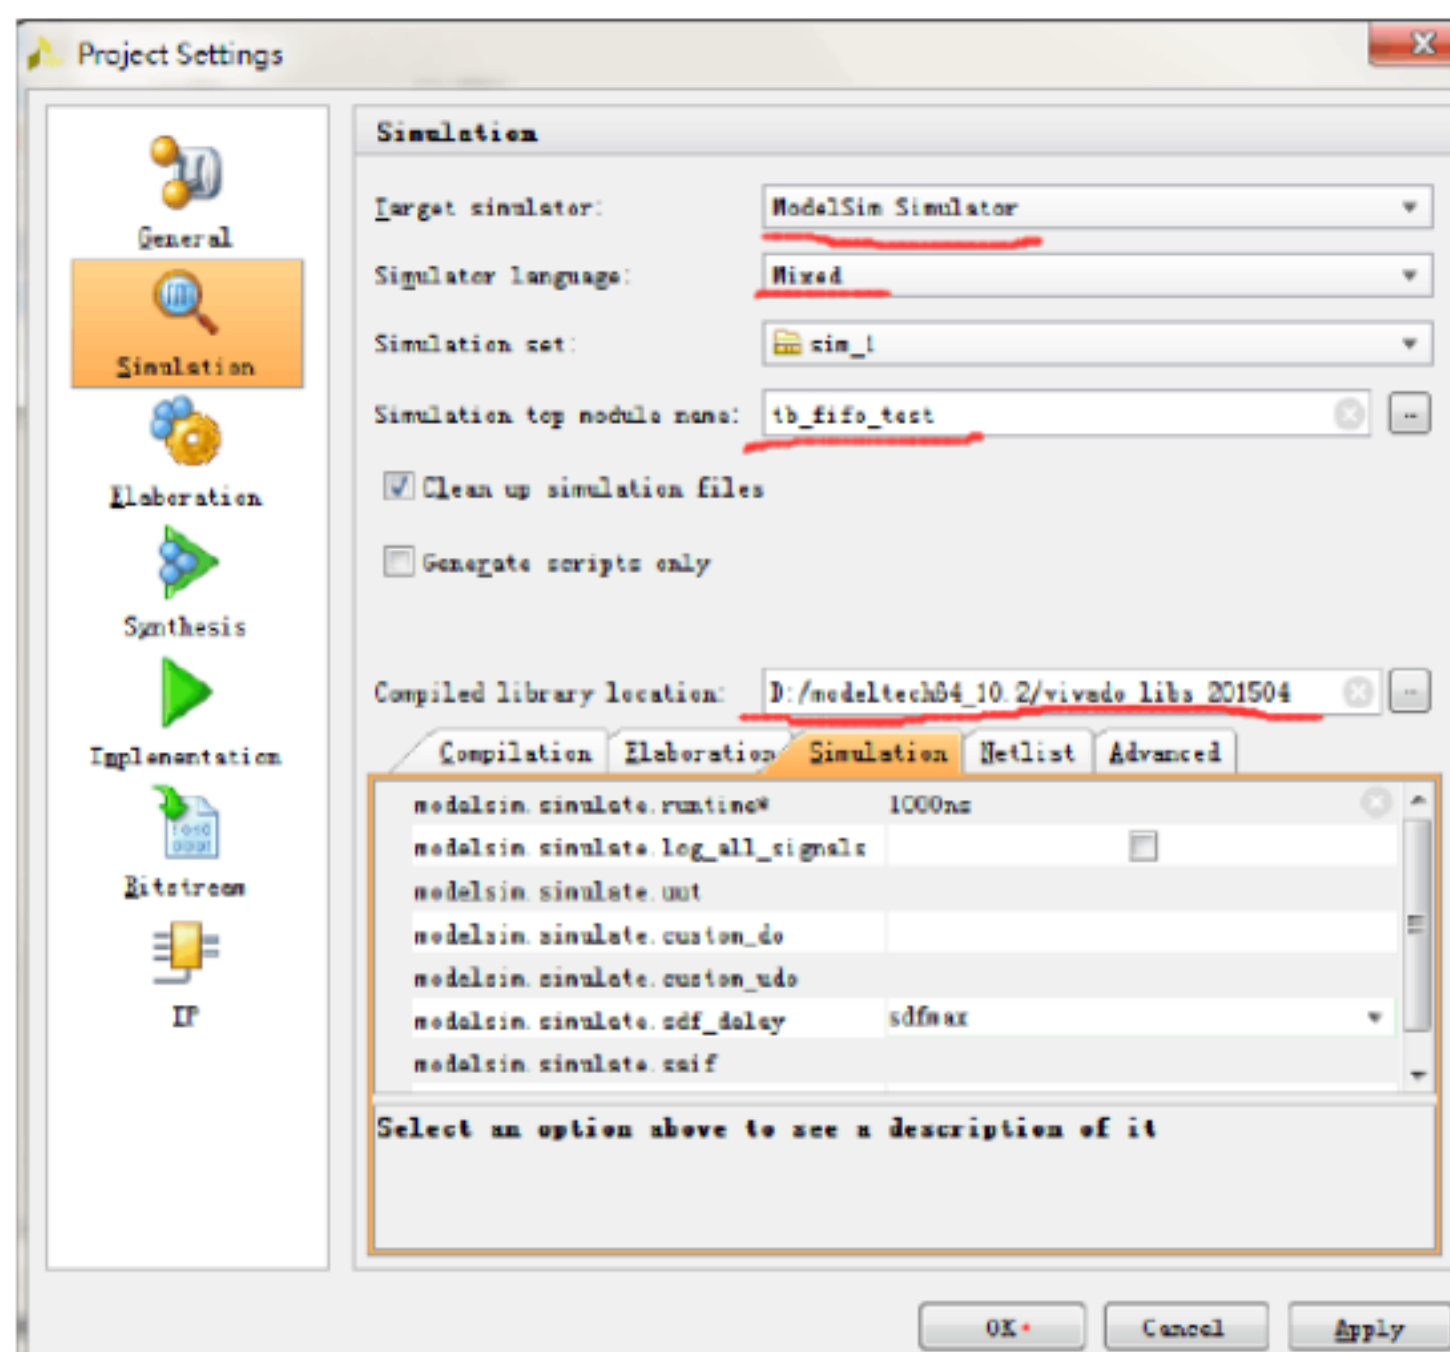 Project Settings
General
Simulation
Elaboration
Synthesis
Implementation
Bitstream
IP
Simulation
Target simulator: ModelSim Simulator
Simulator language: Mixed
Simulation set: sim_1
Simulation top module name: tb_fifo_test
Clean up simulation files
Generate scripts only
Compiled library location: D:/modeltech64_10.2/vivado_libs_201504
Compilation Elaboration Simulation Netlist Advanced
modelsim.simulate.runtime* 1000ns
modelsim.simulate.log_all_signals
modelsim.simulate.uut
modelsim.simulate.custom_do
modelsim.simulate.custom_udo
modelsim.simulate.sdf_delay sdfmax
modelsim.simulate.saif
Select an option above to see a description of it
OK Cancel Apply